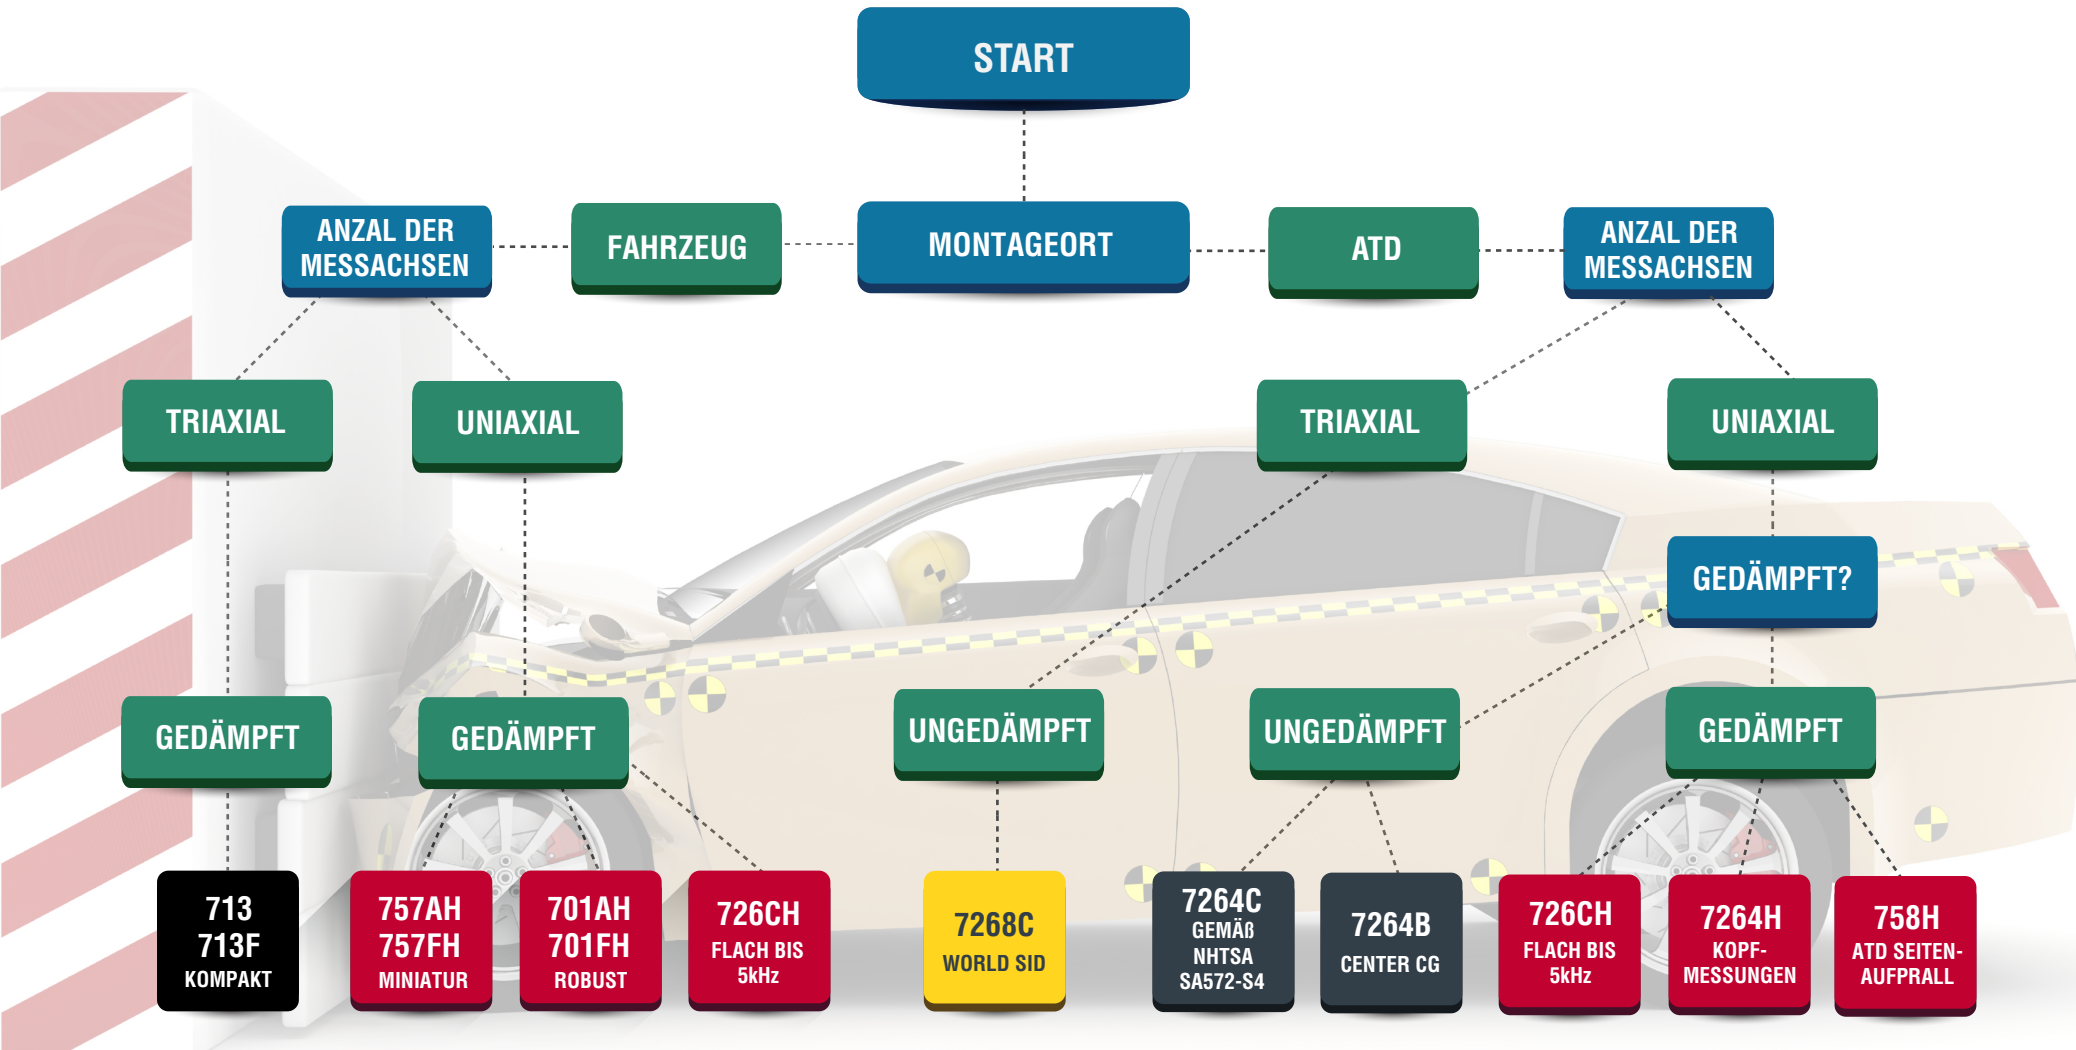 START
ANZAL DER
MESSACHSEN
FAHRZEUG
MONTAGEORT
ATD
ANZAL DER
MESSACHSEN
TRIAXIAL
UNIAXIAL
TRIAXIAL
UNIAXIAL
GEDÄMPFT?
GEDÄMPFT
GEDÄMPFT
UNGEDÄMPFT
UNGEDÄMPFT
GEDÄMPFT
713
713F
KOMPAKT
757AH
757FH
MINIATUR
701AH
701FH
ROBUST
726CH
FLACH BIS
5kHz
7268C
WORLD SID
7264C
GEMÄß
NHTSA
SA572-S4
7264B
CENTER CG
726CH
FLACH BIS
5kHz
7264H
KOPF-
MESSUNGEN
758H
ATD SEITEN-
AUFPRALL